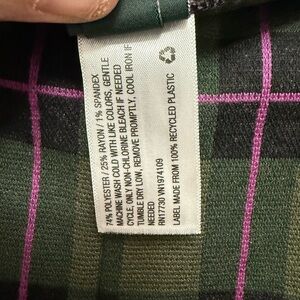 74% POLYESTER / 25% RAYON / 1% SPANDEX
MACHINE WASH COLD WITH LIKE COLORS, GENTLE
CYCLE, ONLY NON-CHLORINE BLEACH IF NEEDED
TUMBLE DRY LOW, REMOVE PROMPTLY, COOL IRON IF
NEEDED
RN17730 VN1974109
LABEL MADE FROM 100% RECYCLED PLASTIC